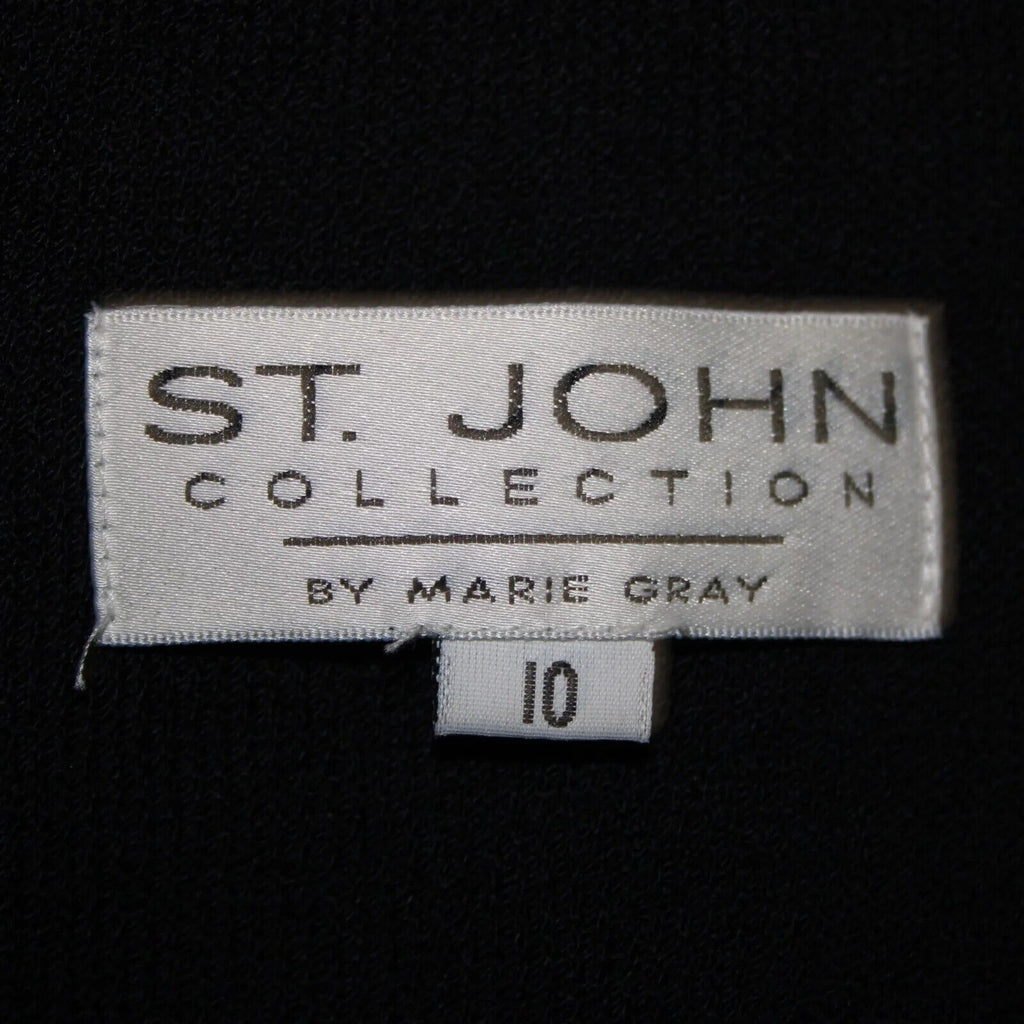 ST. JOHN
COLLECTION
BY MARIE GRAY
10